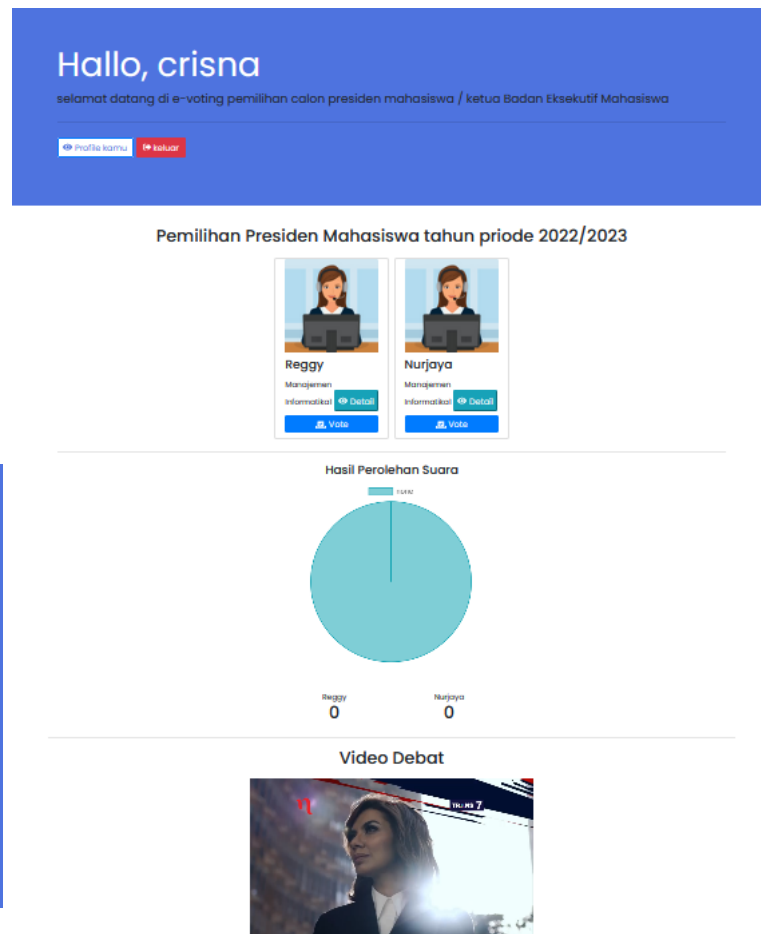 Hallo, crisna
selamat datang di e-voting pemilihan calon presiden mahasiswa / ketua Badan Eksekutif Mahasiswa
Profile kamu
keluar
Pemilihan Presiden Mahasiswa tahun priode 2022/2023
Reggy
Manajemen
Informatika| Detail
Vote
Nurjaya
Manajemen
Informatika| Detail
Vote
Hasil Perolehan Suara
Reggy
0
Nurjaya
0
Video Debat
TRANS 7